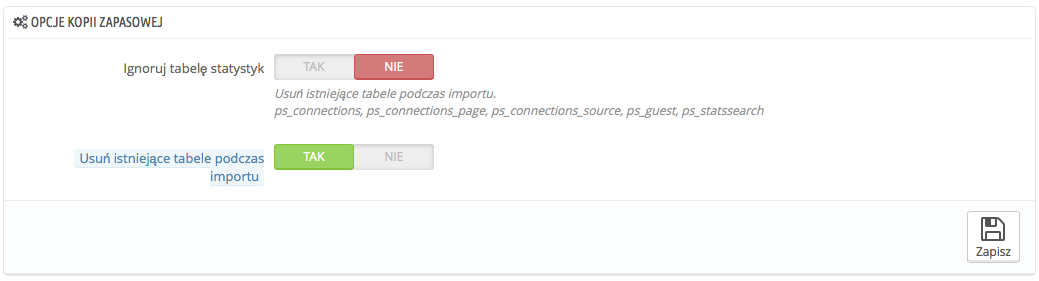 OPCJE KOPII ZAPASOWEJ
Ignoruj tabelę statystyk TAK NIE
Usuń istniejące tabele podczas importu.
ps_connections, ps_connections_page, ps_connections_source, ps_guest, ps_statssearch
Usuń istniejące tabele podczas TAK NIE
importu
Zapisz